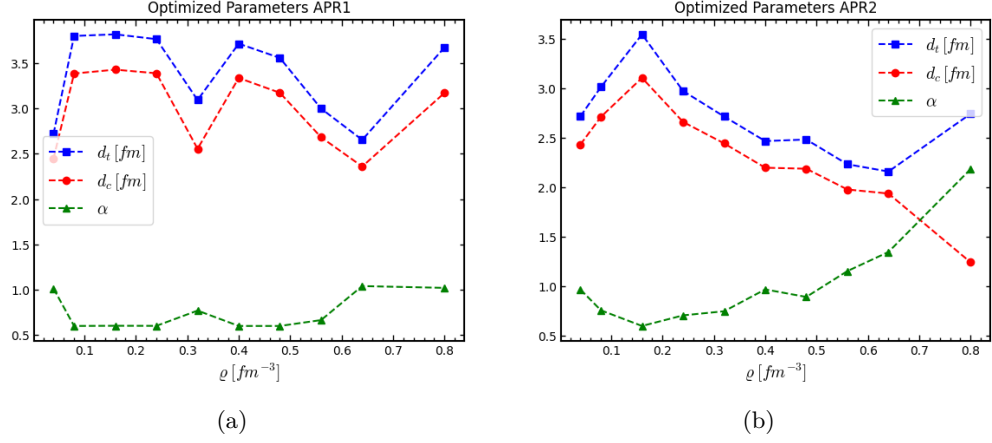 Optimized Parameters APR1
3.5
3.0
2.5
2.0
1.5
1.0
0.5
d_t [fm]
d_c [fm]
α
0.1 0.2 0.3 0.4 0.5 0.6 0.7 0.8
ϱ [fm⁻³]
(a)
Optimized Parameters APR2
3.5
3.0
2.5
2.0
1.5
1.0
0.5
d_t [fm]
d_c [fm]
α
0.1 0.2 0.3 0.4 0.5 0.6 0.7 0.8
ϱ [fm⁻³]
(b)